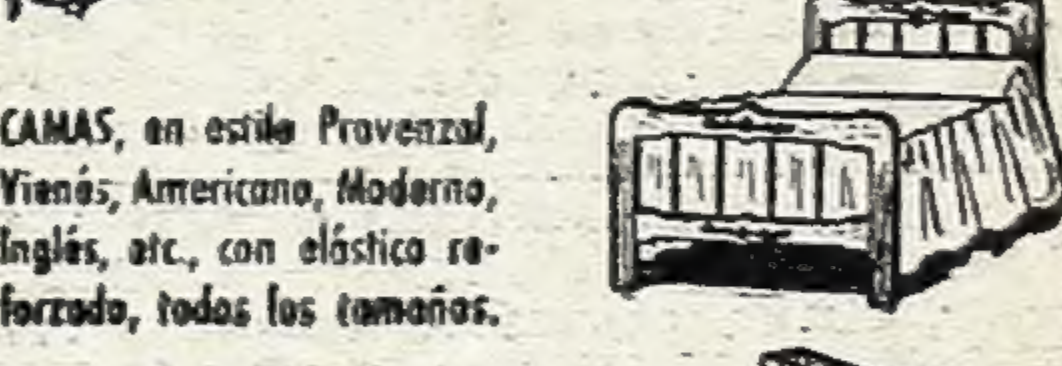 CAMAS, en estilo Provenzal,
Vienés, Americano, Moderno,
Inglés, etc., con elástico re-
forzado, todos los tamaños.